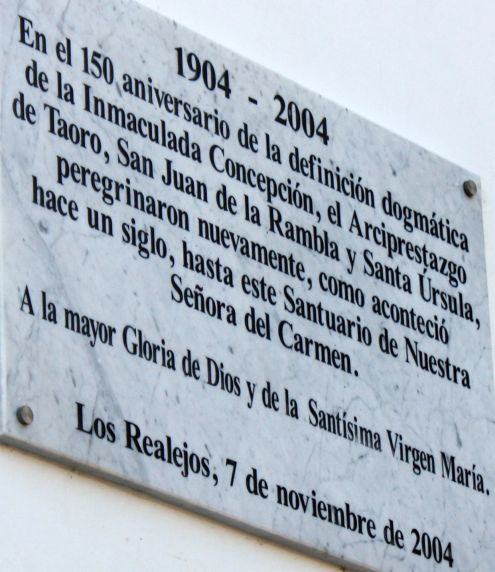 1904 - 2004
En el 150 aniversario de la definición dogmática
de la Inmaculada Concepción, el Arciprestazgo
de Taoro, San Juan de la Rambla y Santa Úrsula,
peregrinaron nuevamente, como aconteció
hace un siglo, hasta este Santuario de Nuestra
Señora del Carmen.
A la mayor Gloria de Dios y de la Santísima Virgen María.
Los Realejos, 7 de noviembre de 2004